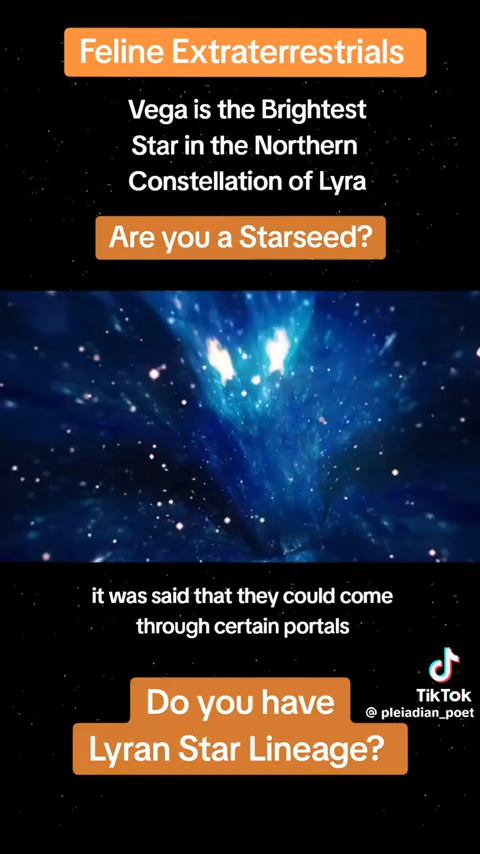 Feline Extraterrestrials
Vega is the Brightest
Star in the Northern
Constellation of Lyra
Are you a Starseed?
it was said that they could come
through certain portals
TikTok
@ pleiadian_poet
Do you have
Lyran Star Lineage?